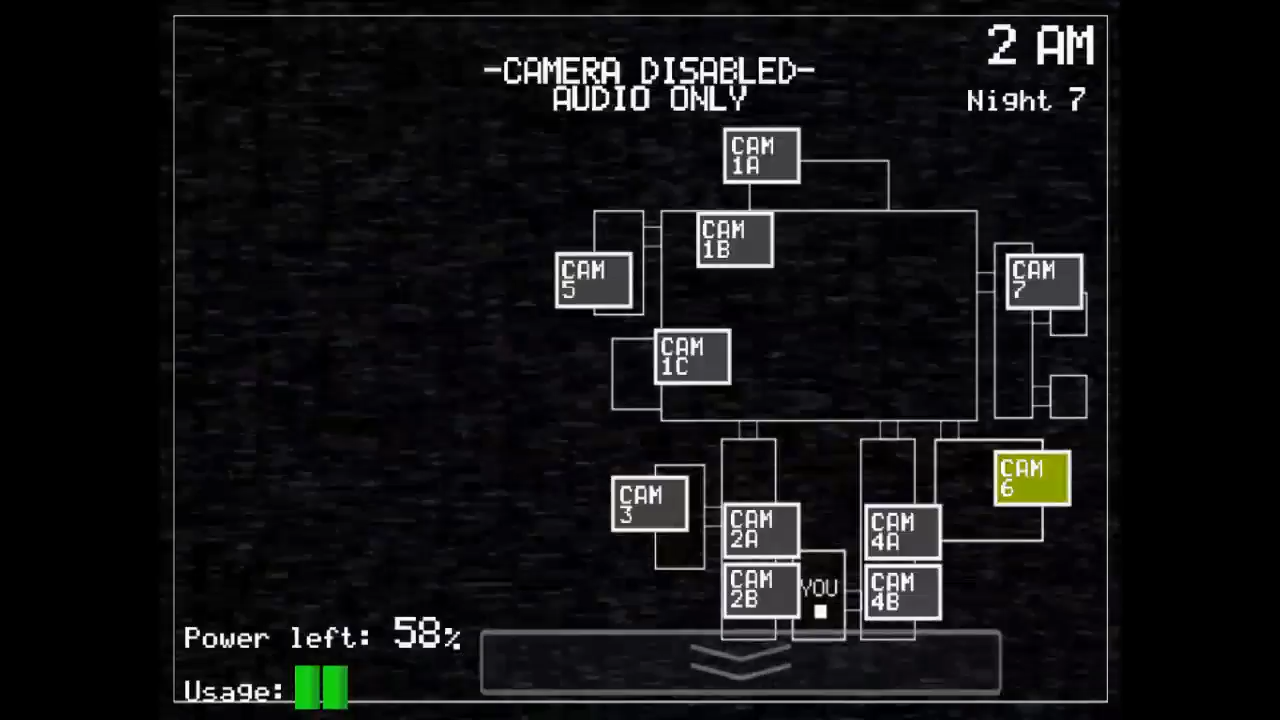 2 AM
-CAMERA DISABLED-
AUDIO ONLY
Night 7
CAM
1A
CAM
1B
CAM
5
CAM
7
CAM
1C
CAM
6
CAM
3
CAM
2A
CAM
4A
CAM
2B
YOU
CAM
4B
Power left: 58%
Usage: